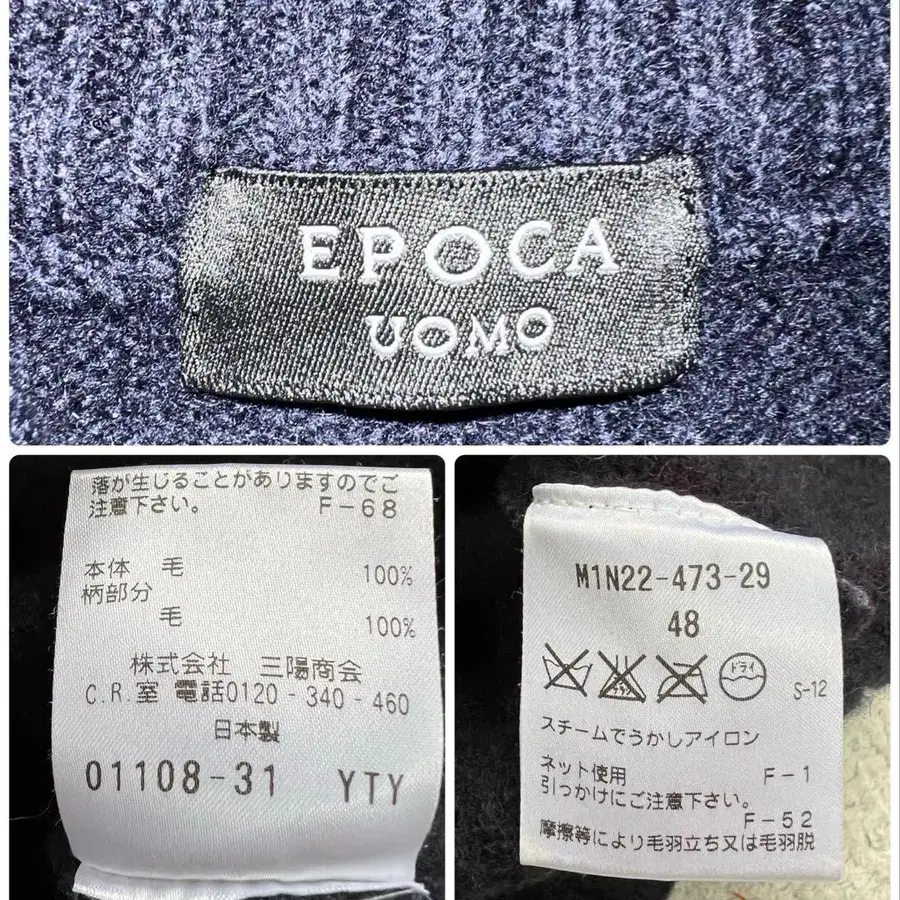 EPOCA
UOMO
落が生じることがありますのでご
注意下さい。 F-68
本体 毛 100%
柄部分
毛 100%
株式会社 三陽商会
C.R.室 電話0120-340-460
日本製
01108-31 YTY
M1N22-473-29
48
ドライ
S-12
スチームでうかしアイロン
ネット使用 F-1
引っかけにご注意下さい。
F-52
摩擦等により毛羽立ち又は毛羽脱